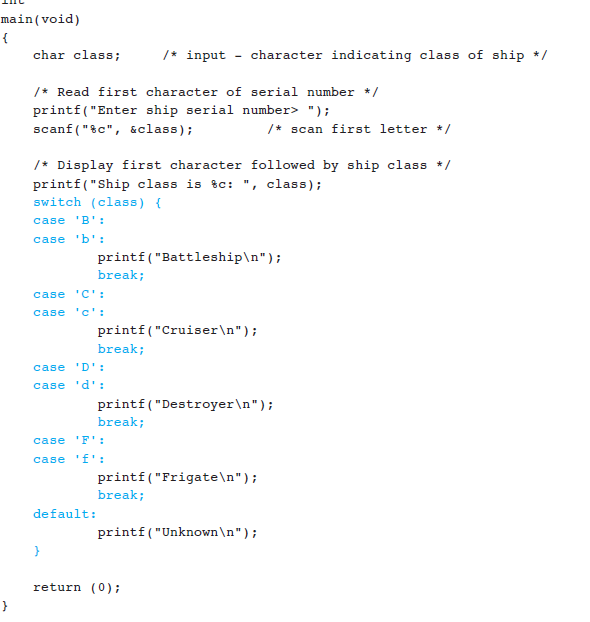 int
main(void)
{
char class;     /* input - character indicating class of ship */
/* Read first character of serial number */
printf("Enter ship serial number> ");
scanf("%c", &class);         /* scan first letter */
/* Display first character followed by ship class */
printf("Ship class is %c: ", class);
switch (class) {
case 'B':
case 'b':
printf("Battleship\n");
break;
case 'C':
case 'c':
printf("Cruiser\n");
break;
case 'D':
case 'd':
printf("Destroyer\n");
break;
case 'F':
case 'f':
printf("Frigate\n");
break;
default:
printf("Unknown\n");
}
return (0);
}